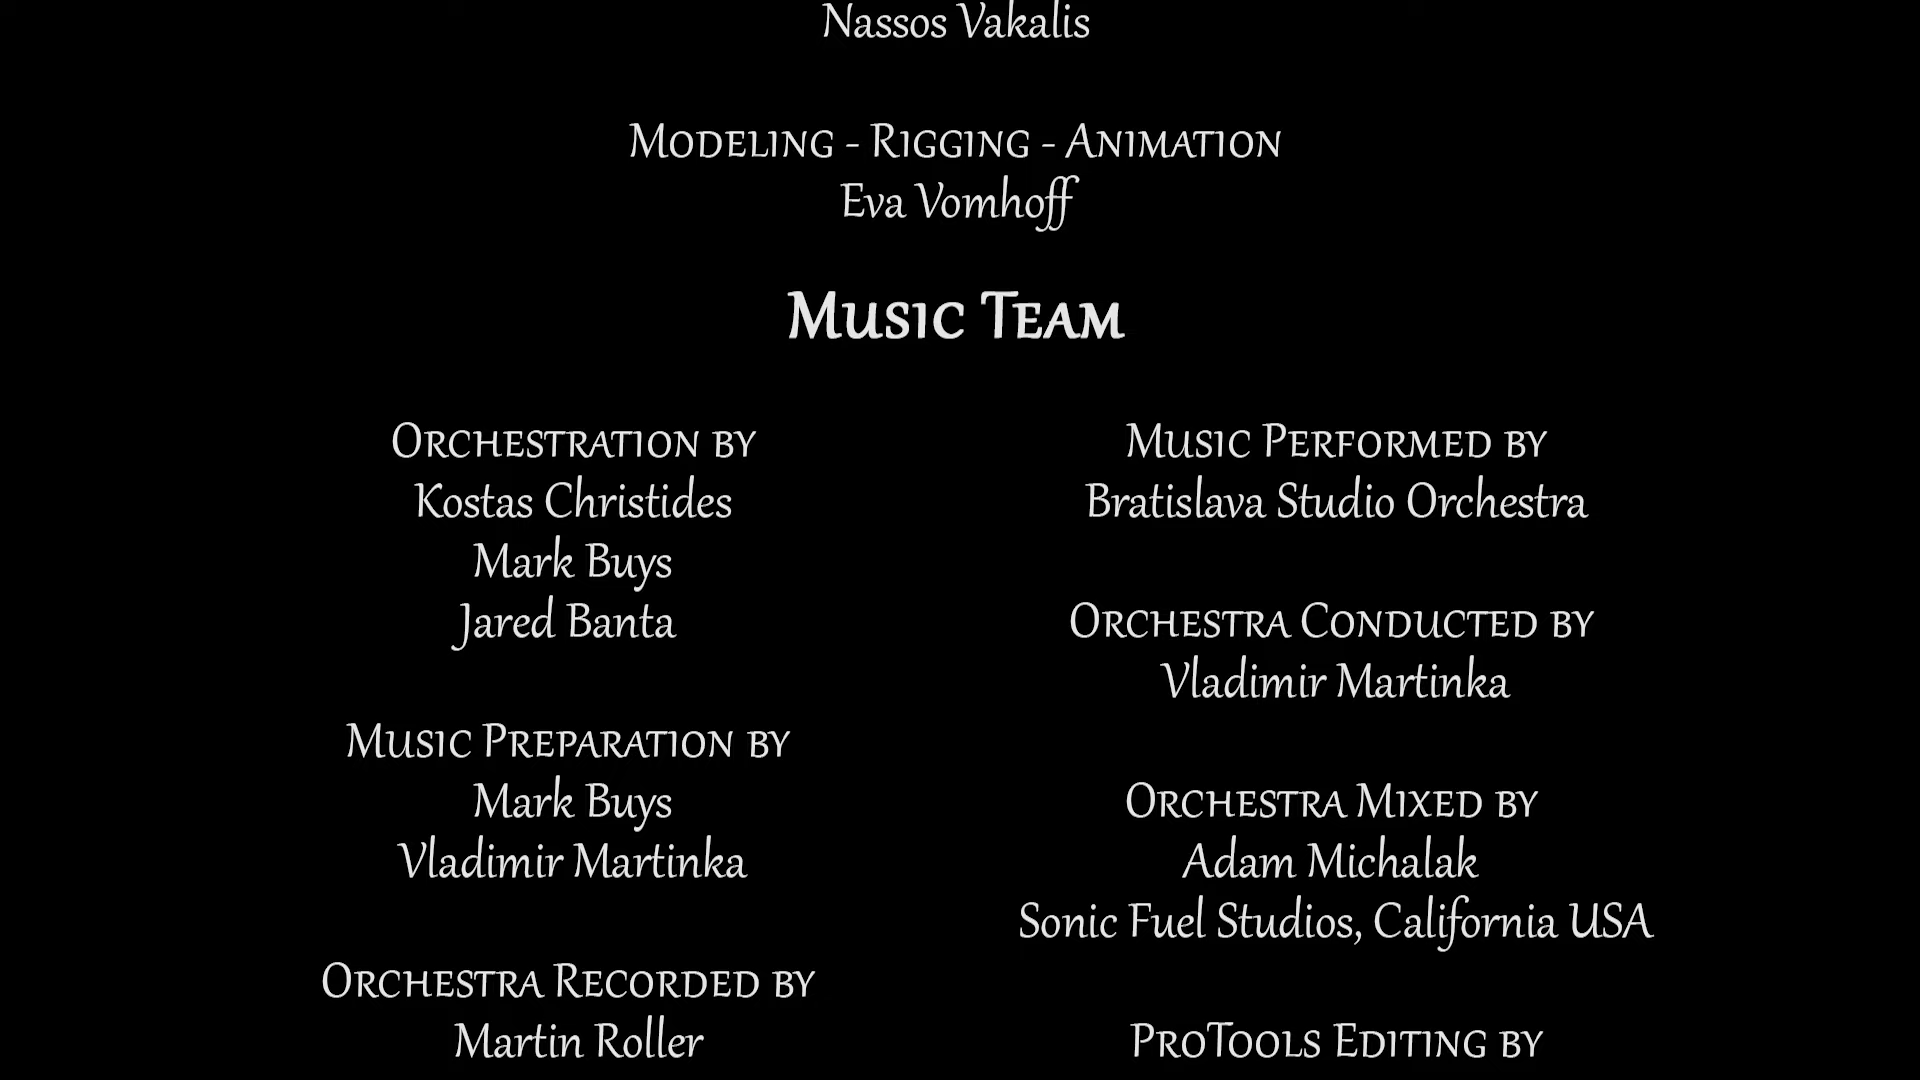 Nassos Vakalis
Modeling - Rigging - Animation
Eva Vomhoff
Music Team
Orchestration by
Kostas Christides
Mark Buys
Jared Banta
Music Preparation by
Mark Buys
Vladimir Martinka
Orchestra Recorded by
Martin Roller
Music Performed by
Bratislava Studio Orchestra
Orchestra Conducted by
Vladimir Martinka
Orchestra Mixed by
Adam Michalak
Sonic Fuel Studios, California USA
ProTools Editing by